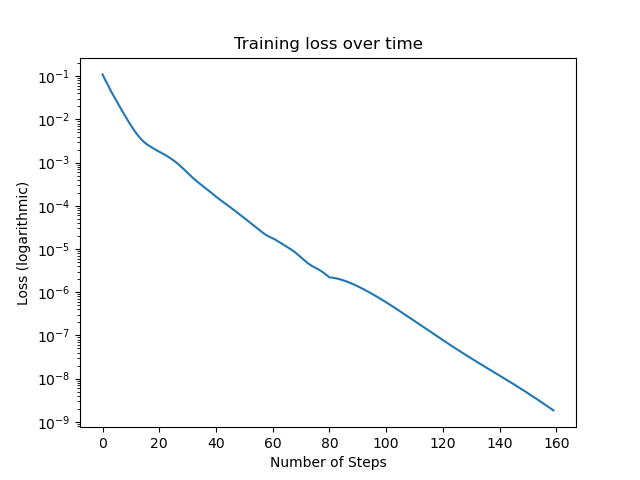 Training loss over time
10⁻¹
10⁻²
10⁻³
10⁻⁴
10⁻⁵
10⁻⁶
10⁻⁷
10⁻⁸
10⁻⁹
Loss (logarithmic)
0 20 40 60 80 100 120 140 160
Number of Steps